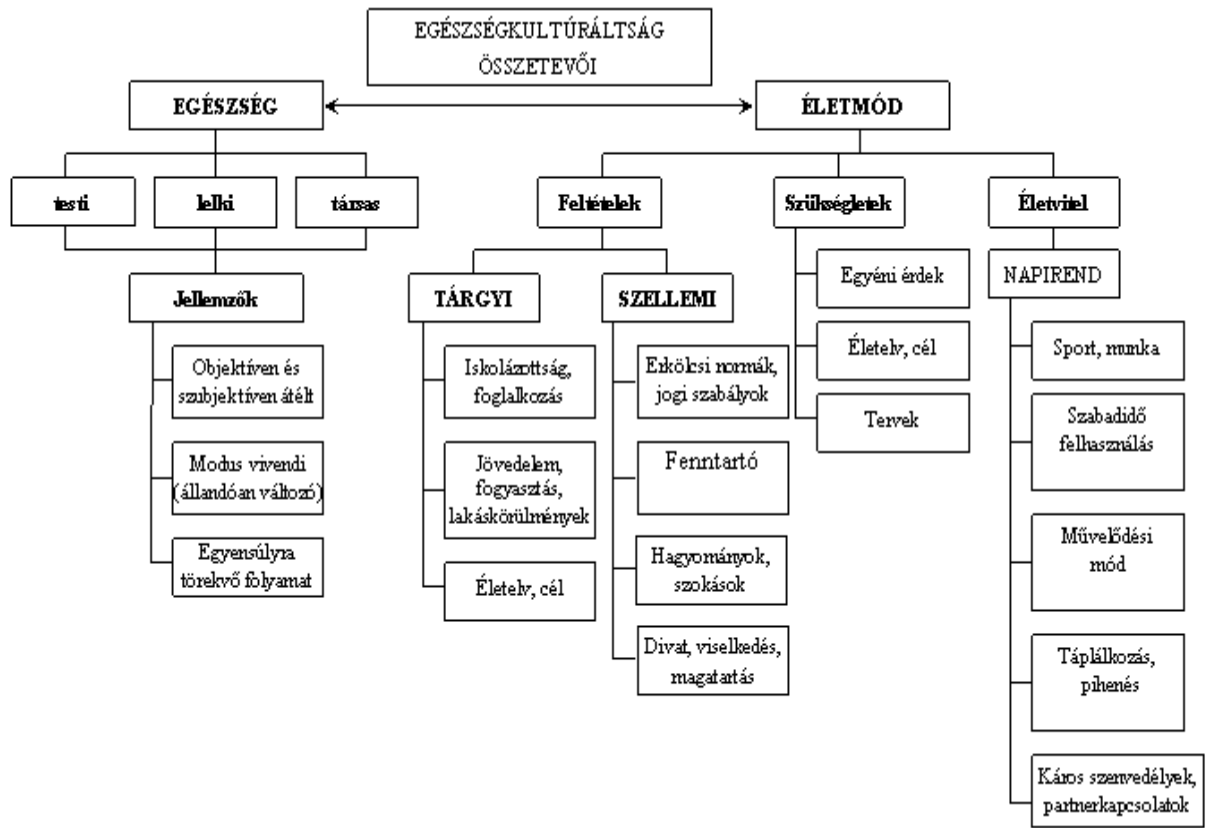 EGÉSZSÉGKULTÚRÁLTSÁG
ÖSSZETEVŐI
EGÉSZSÉG
ÉLETMÓD
testi
lelki
társas
Feltételek
Szükségletek
Életvitel
Jellemzők
TÁRGYI
SZELLEMI
Egyéni érdek
NAPIREND
Objektíven és
szubjektíven átélt
Iskolázottság,
foglalkozás
Erkölcsi normák,
jogi szabályok
Életelv, cél
Sport, munka
Modus vivendi
(állandóan változó)
Jövedelem,
fogyasztás,
lakáskörülmények
Fenntartó
Tervek
Szabadidő
felhasználás
Egyensúlyra
törekvő folyamat
Életelv, cél
Hagyományok,
szokások
Művelődési
mód
Divat, viselkedés,
magatartás
Táplálkozás,
pihenés
Káros szenvedélyek,
partnerkapcsolatok